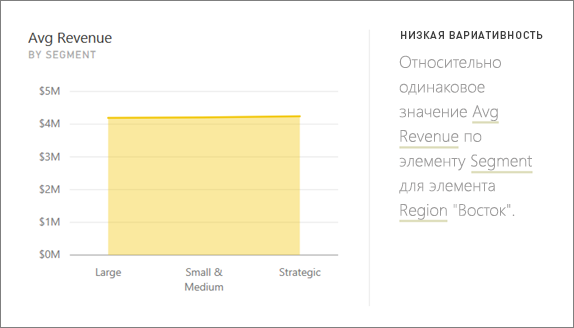 Avg Revenue
BY SEGMENT
$5M
$4M
$3M
$2M
$1M
$0M
Large
Small &
Medium
Strategic
НИЗКАЯ ВАРИАТИВНОСТЬ
Относительно
одинаковое
значение Avg
Revenue по
элементу Segment
для элемента
Region "Восток".